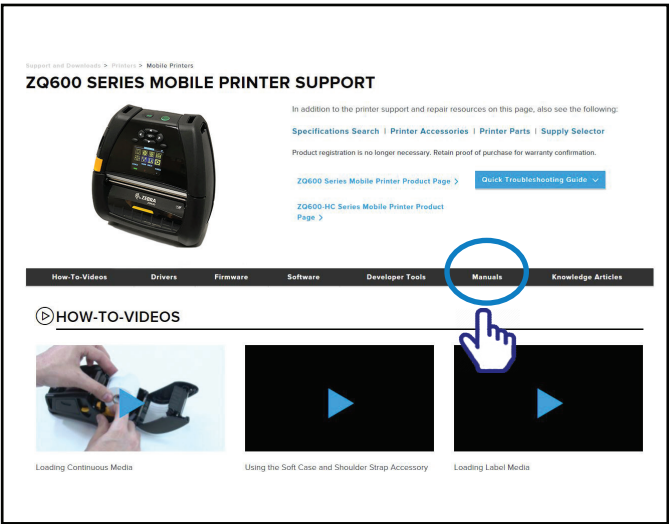 Support and Downloads > Printers > Mobile Printers
ZQ600 SERIES MOBILE PRINTER SUPPORT
In addition to the printer support and repair resources on this page, also see the following:
Specifications Search | Printer Accessories | Printer Parts | Supply Selector
Product registration is no longer necessary. Retain proof of purchase for warranty confirmation.
ZQ600 Series Mobile Printer Product Page >
Quick Troubleshooting Guide
ZQ600-HC Series Mobile Printer Product
Page >
ZEBRA
How-To-Videos Drivers Firmware Software Developer Tools Manuals Knowledge Articles
HOW-TO-VIDEOS
Loading Continuous Media
Using the Soft Case and Shoulder Strap Accessory
Loading Label Media